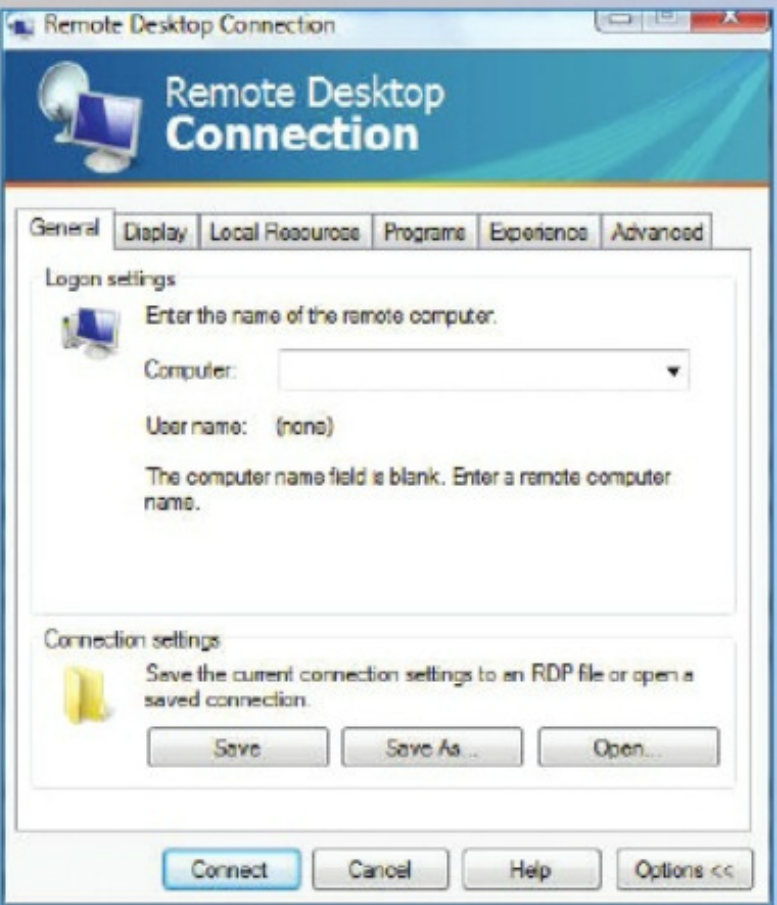 Remote Desktop Connection
Remote Desktop
Connection
General Display Local Resources Programs Experience Advanced
Logon settings
Enter the name of the remote computer.
Computer:
User name: (none)
The computer name field is blank. Enter a remote computer
name.
Connection settings
Save the current connection settings to an RDP file or open a
saved connection.
Save Save As... Open...
Connect Cancel Help Options <<